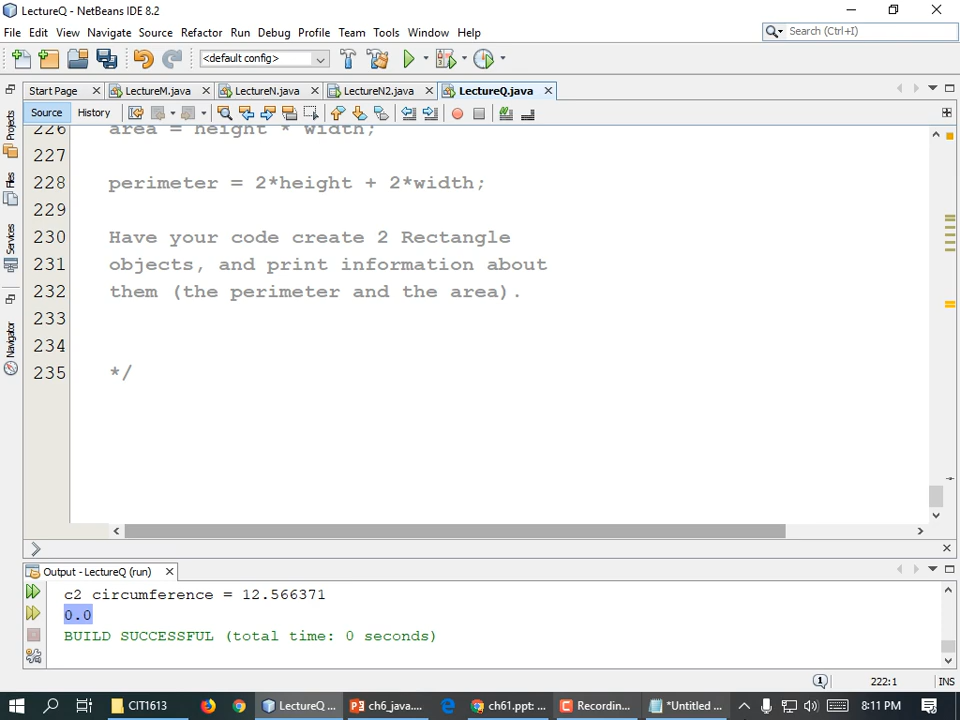 LectureQ - NetBeans IDE 8.2
File Edit View Navigate Source Refactor Run Debug Profile Team Tools Window Help
Search (Ctrl+I)
<default config>
Start Page LectureM.java LectureN.java LectureN2.java LectureQ.java
Source History
Projects
Files
Services
Navigator
226 area = height * width;
227
228 perimeter = 2*height + 2*width;
229
230 Have your code create 2 Rectangle
231 objects, and print information about
232 them (the perimeter and the area).
233
234
235 */
Output - LectureQ (run)
c2 circumference = 12.566371
0.0
BUILD SUCCESSFUL (total time: 0 seconds)
1 222:1 INS
CIT1613 LectureQ ... ch6_java.... ch61.ppt: ... Recordin... *Untitled ... 8:11 PM